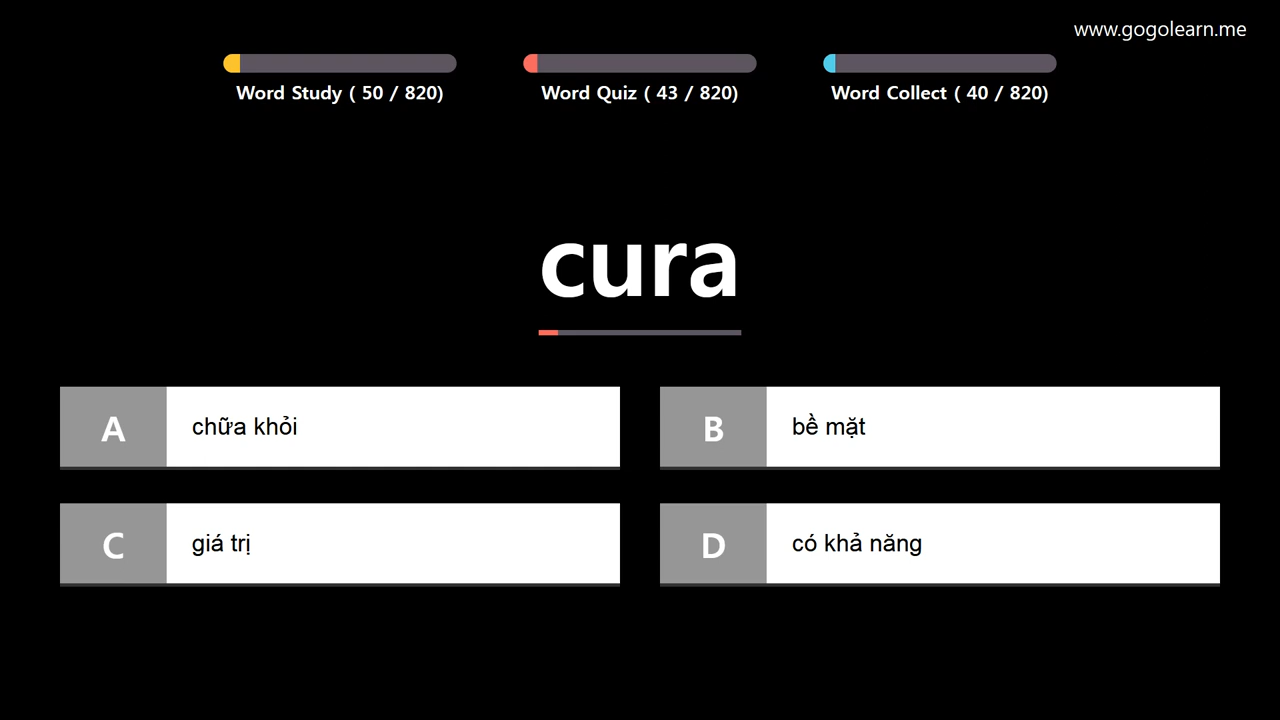 www.gogolearn.me
Word Study ( 50 / 820)
Word Quiz ( 43 / 820)
Word Collect ( 40 / 820)
cura
A
chữa khỏi
B
bề mặt
C
giá trị
D
có khả năng